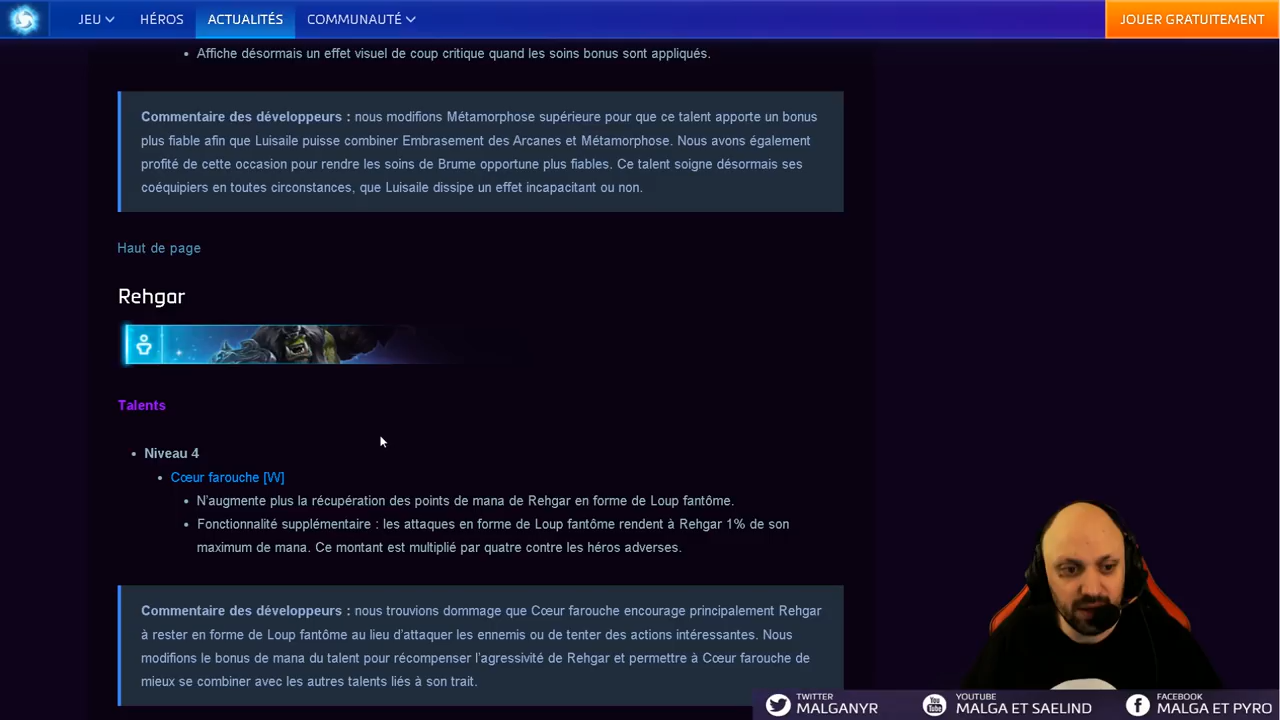 JEU HÉROS ACTUALITÉS COMMUNAUTÉ JOUER GRATUITEMENT
• Affiche désormais un effet visuel de coup critique quand les soins bonus sont appliqués.
Commentaire des développeurs : nous modifions Métamorphose supérieure pour que ce talent apporte un bonus
plus fiable afin que Luisaile puisse combiner Embrasement des Arcanes et Métamorphose. Nous avons également
profité de cette occasion pour rendre les soins de Brume opportune plus fiables. Ce talent soigne désormais ses
coéquipiers en toutes circonstances, que Luisaile dissipe un effet incapacitant ou non.
Haut de page
Rehgar
Talents
• Niveau 4
• Cœur farouche [W]
• N'augmente plus la récupération des points de mana de Rehgar en forme de Loup fantôme.
• Fonctionnalité supplémentaire : les attaques en forme de Loup fantôme rendent à Rehgar 1% de son
maximum de mana. Ce montant est multiplié par quatre contre les héros adverses.
Commentaire des développeurs : nous trouvions dommage que Cœur farouche encourage principalement Rehgar
à rester en forme de Loup fantôme au lieu d'attaquer les ennemis ou de tenter des actions intéressantes. Nous
modifions le bonus de mana du talent pour récompenser l'agressivité de Rehgar et permettre à Cœur farouche de
mieux se combiner avec les autres talents liés à son trait.
TWITTER
MALGANYR
YOUTUBE
MALGA ET SAELIND
FACEBOOK
MALGA ET PYRO